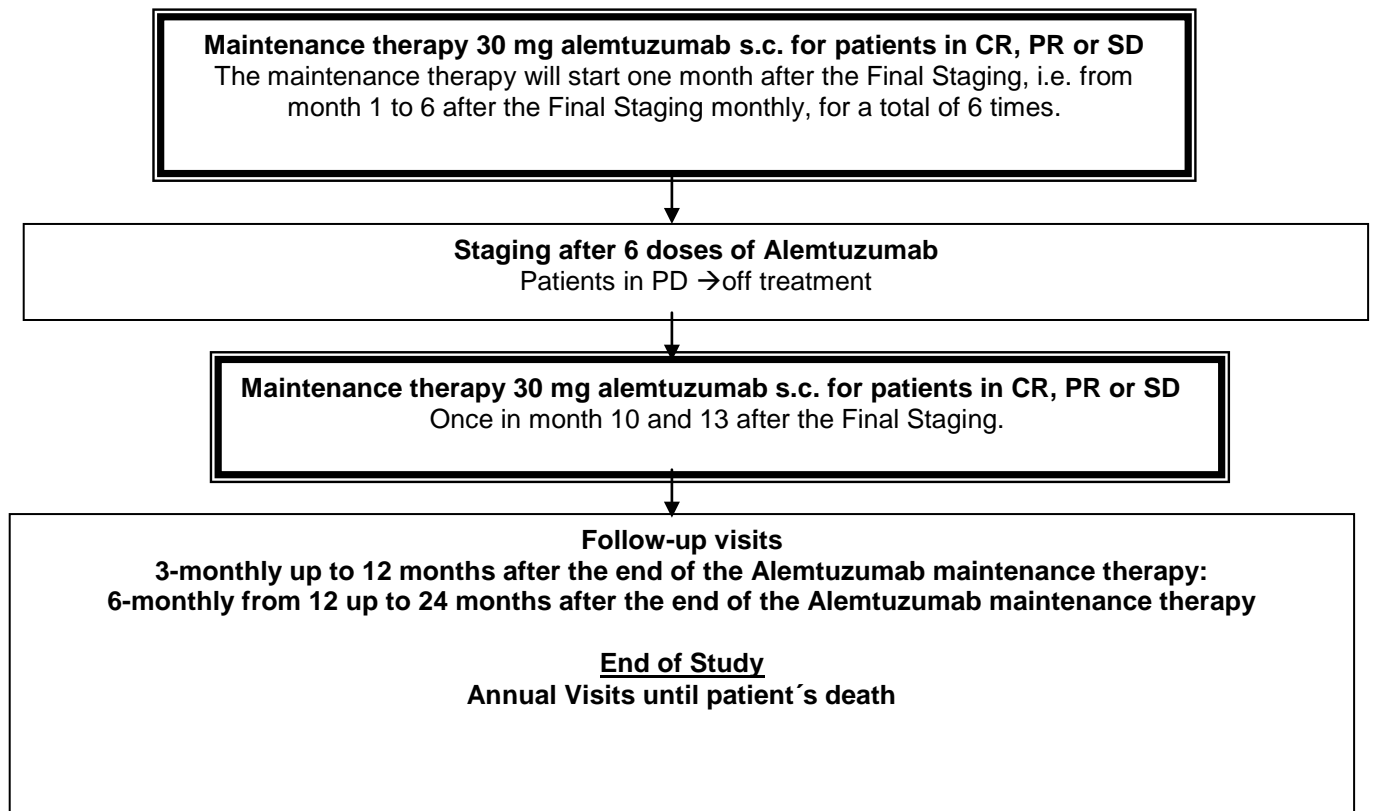 Maintenance therapy 30 mg alemtuzumab s.c. for patients in CR, PR or SD
The maintenance therapy will start one month after the Final Staging, i.e. from
month 1 to 6 after the Final Staging monthly, for a total of 6 times.
Staging after 6 doses of Alemtuzumab
Patients in PD →off treatment
Maintenance therapy 30 mg alemtuzumab s.c. for patients in CR, PR or SD
Once in month 10 and 13 after the Final Staging.
Follow-up visits
3-monthly up to 12 months after the end of the Alemtuzumab maintenance therapy:
6-monthly from 12 up to 24 months after the end of the Alemtuzumab maintenance therapy
End of Study
Annual Visits until patient´s death